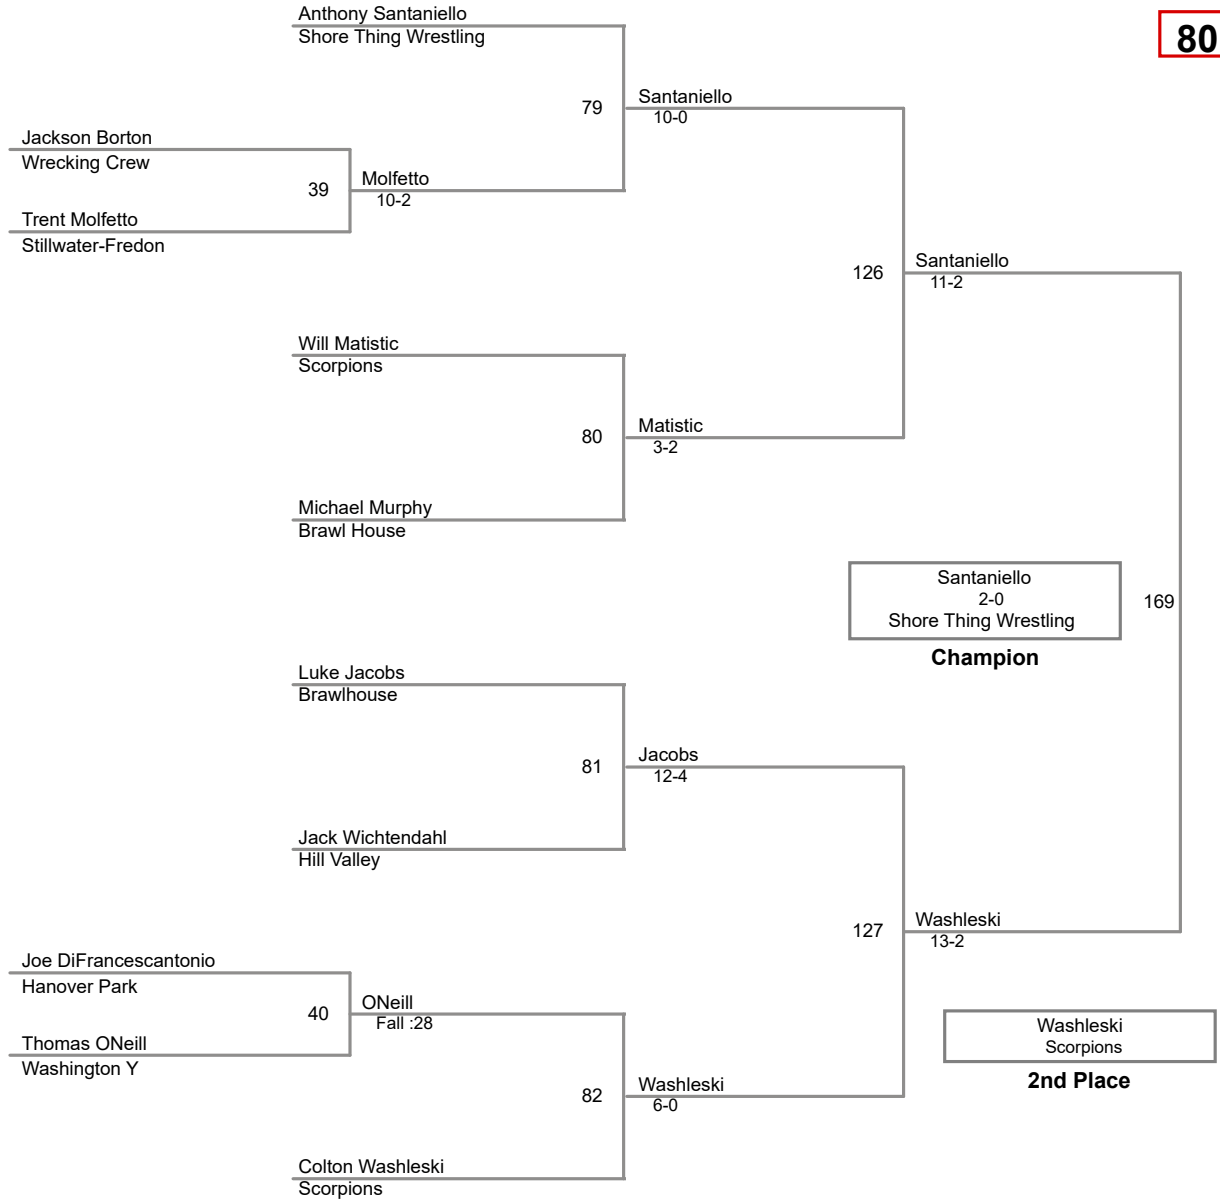 Anthony Santaniello
Shore Thing Wrestling
80
79
Santaniello
10-0
Jackson Borton
Wrecking Crew
39
Molfetto
10-2
Trent Molfetto
Stillwater-Fredon
126
Santaniello
11-2
Will Matistic
Scorpions
80
Matistic
3-2
Michael Murphy
Brawl House
Santaniello
2-0
Shore Thing Wrestling
169
Champion
Luke Jacobs
Brawlhouse
81
Jacobs
12-4
Jack Wichtendahl
Hill Valley
127
Washleski
13-2
Joe DiFrancescantonio
Hanover Park
40
ONeill
Fall :28
Thomas ONeill
Washington Y
Washleski
Scorpions
2nd Place
82
Washleski
6-0
Colton Washleski
Scorpions